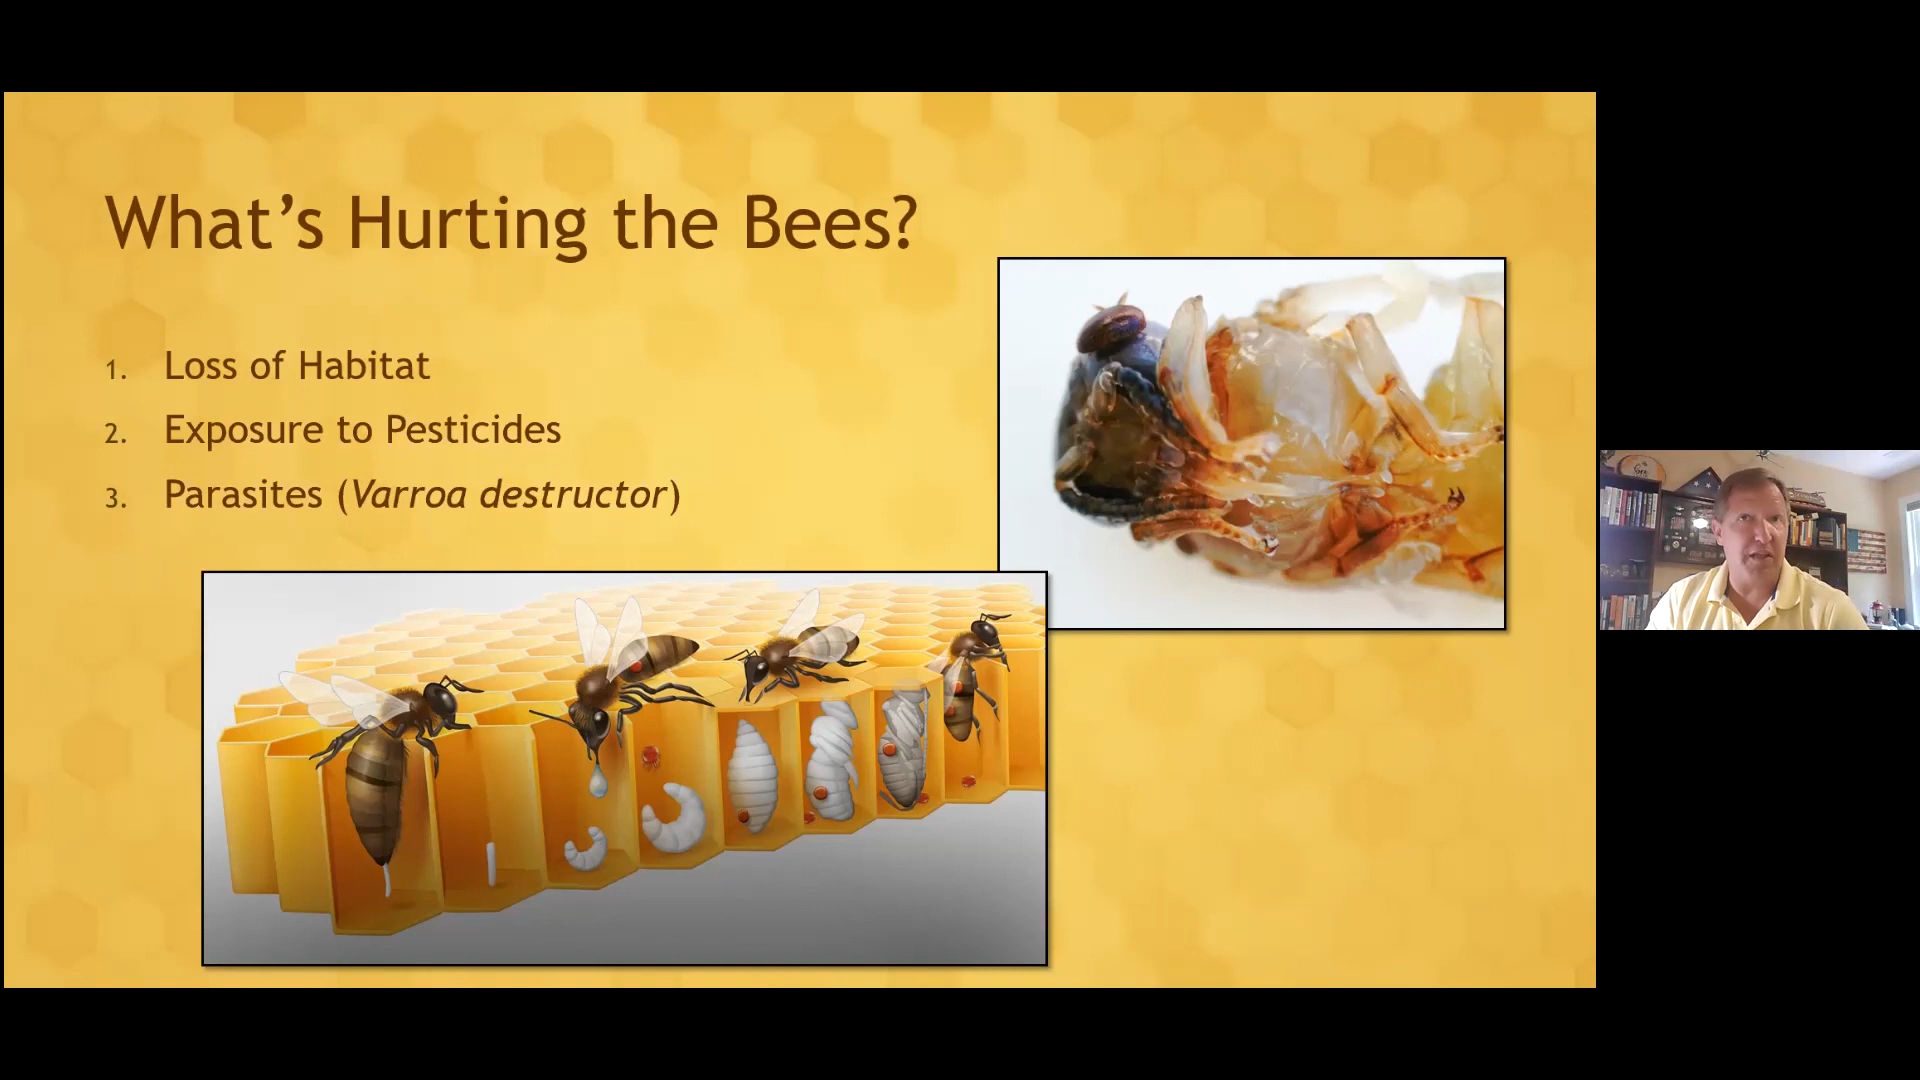 What’s Hurting the Bees?
1. Loss of Habitat
2. Exposure to Pesticides
3. Parasites (Varroa destructor)